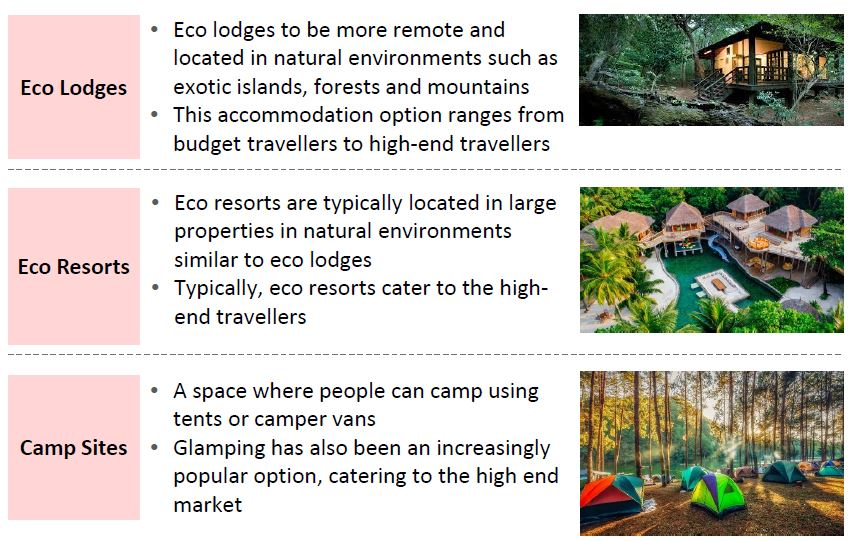 Eco Lodges
• Eco lodges to be more remote and
located in natural environments such as
exotic islands, forests and mountains
• This accommodation option ranges from
budget travellers to high-end travellers
Eco Resorts
• Eco resorts are typically located in large
properties in natural environments
similar to eco lodges
• Typically, eco resorts cater to the high-
end travellers
Camp Sites
• A space where people can camp using
tents or camper vans
• Glamping has also been an increasingly
popular option, catering to the high end
market